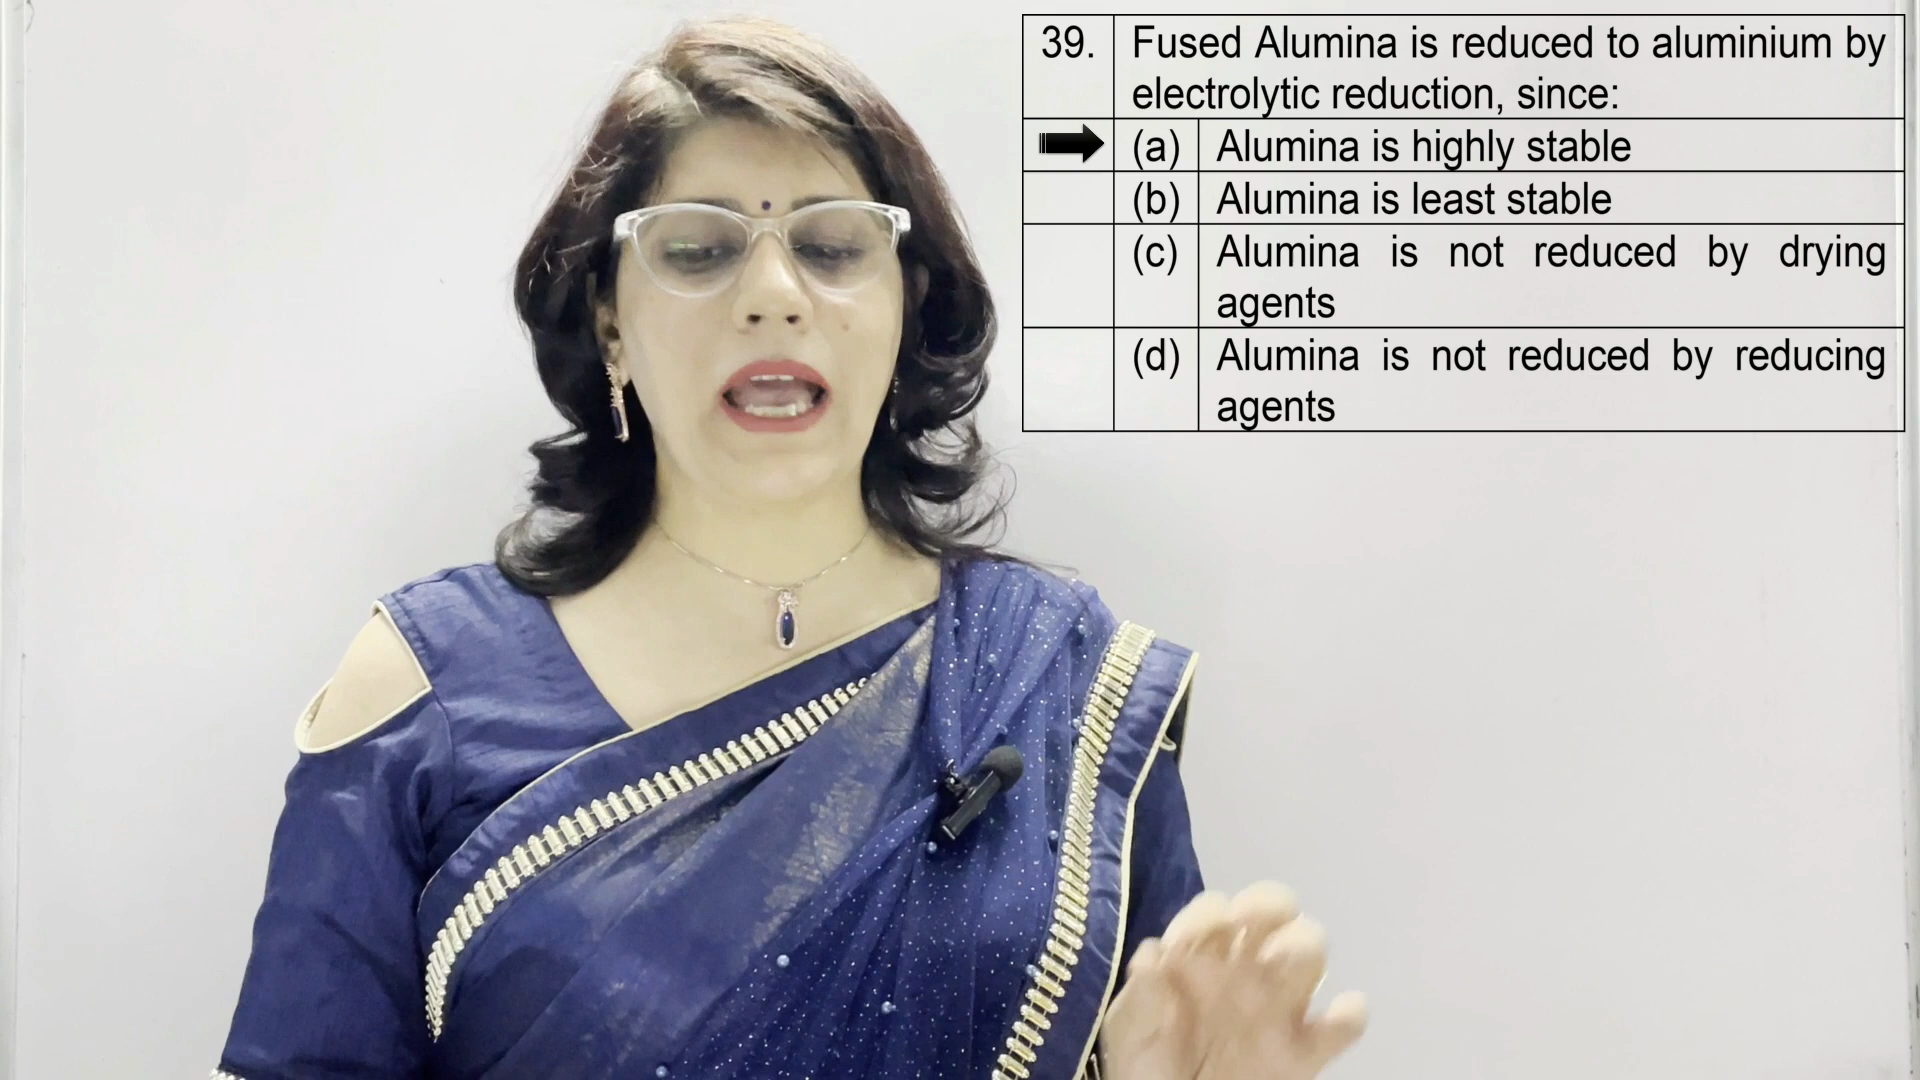 39. Fused Alumina is reduced to aluminium by
electrolytic reduction, since:
(a) Alumina is highly stable
(b) Alumina is least stable
(c) Alumina is not reduced by drying
agents
(d) Alumina is not reduced by reducing
agents